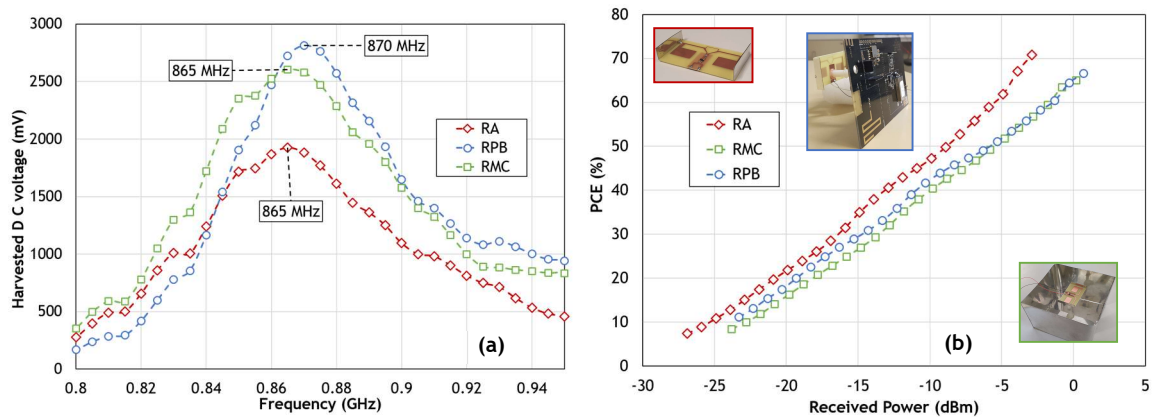 3000
2500
2000
1500
1000
500
0
Harvested D C voltage (mV)
870 MHz
865 MHz
865 MHz
RA
RPB
RMC
(a)
0.8
0.82
0.84
0.86
0.88
0.9
0.92
0.94
Frequency (GHz)
80
70
60
50
40
30
20
10
0
PCE (%)
RA
RMC
RPB
(b)
-30
-25
-20
-15
-10
-5
0
5
Received Power (dBm)